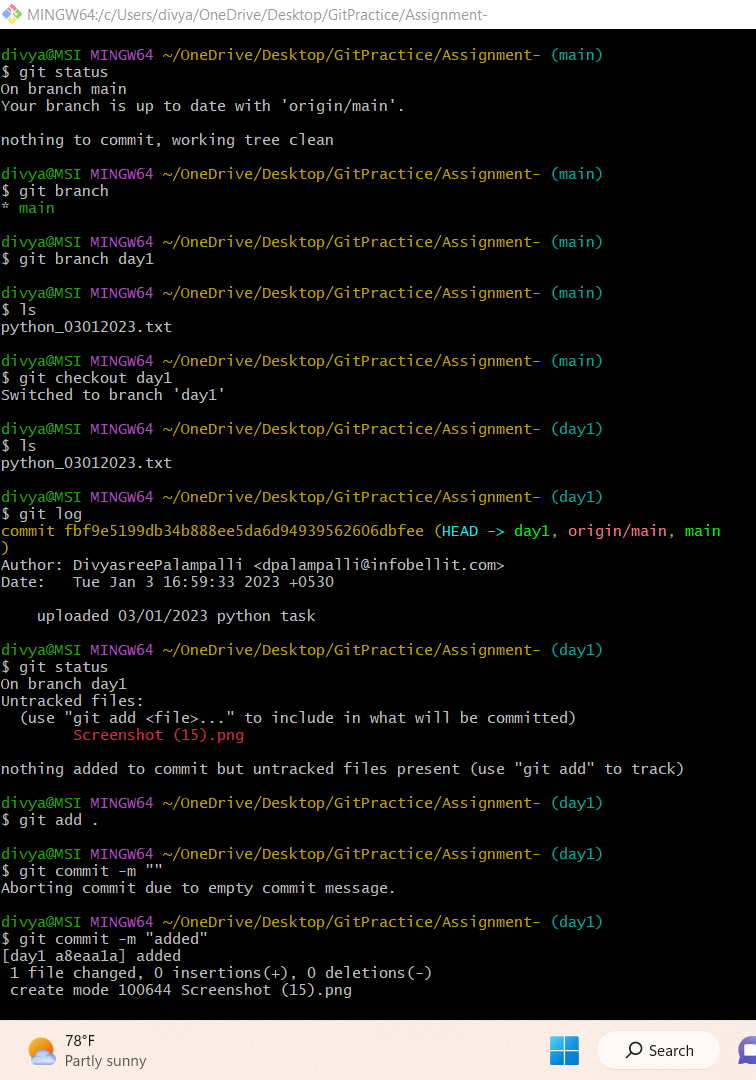 MINGW64:/c/Users/divya/OneDrive/Desktop/GitPractice/Assignment-
divya@MSI MINGW64 ~/OneDrive/Desktop/GitPractice/Assignment- (main)
$ git status
On branch main
Your branch is up to date with 'origin/main'.
nothing to commit, working tree clean
divya@MSI MINGW64 ~/OneDrive/Desktop/GitPractice/Assignment- (main)
$ git branch
* main
divya@MSI MINGW64 ~/OneDrive/Desktop/GitPractice/Assignment- (main)
$ git branch day1
divya@MSI MINGW64 ~/OneDrive/Desktop/GitPractice/Assignment- (main)
$ ls
python_03012023.txt
divya@MSI MINGW64 ~/OneDrive/Desktop/GitPractice/Assignment- (main)
$ git checkout day1
Switched to branch 'day1'
divya@MSI MINGW64 ~/OneDrive/Desktop/GitPractice/Assignment- (day1)
$ ls
python_03012023.txt
divya@MSI MINGW64 ~/OneDrive/Desktop/GitPractice/Assignment- (day1)
$ git log
commit fbf9e5199db34b888ee5da6d94939562606dbfee (HEAD -> day1, origin/main, main
)
Author: DivyasreePalampalli <dpalampalli@infobellit.com>
Date:   Tue Jan 3 16:59:33 2023 +0530
    uploaded 03/01/2023 python task
divya@MSI MINGW64 ~/OneDrive/Desktop/GitPractice/Assignment- (day1)
$ git status
On branch day1
Untracked files:
  (use "git add <file>..." to include in what will be committed)
        Screenshot (15).png
nothing added to commit but untracked files present (use "git add" to track)
divya@MSI MINGW64 ~/OneDrive/Desktop/GitPractice/Assignment- (day1)
$ git add .
divya@MSI MINGW64 ~/OneDrive/Desktop/GitPractice/Assignment- (day1)
$ git commit -m ""
Aborting commit due to empty commit message.
divya@MSI MINGW64 ~/OneDrive/Desktop/GitPractice/Assignment- (day1)
$ git commit -m "added"
[day1 a8eaa1a] added
 1 file changed, 0 insertions(+), 0 deletions(-)
 create mode 100644 Screenshot (15).png
78°F
Partly sunny
Search